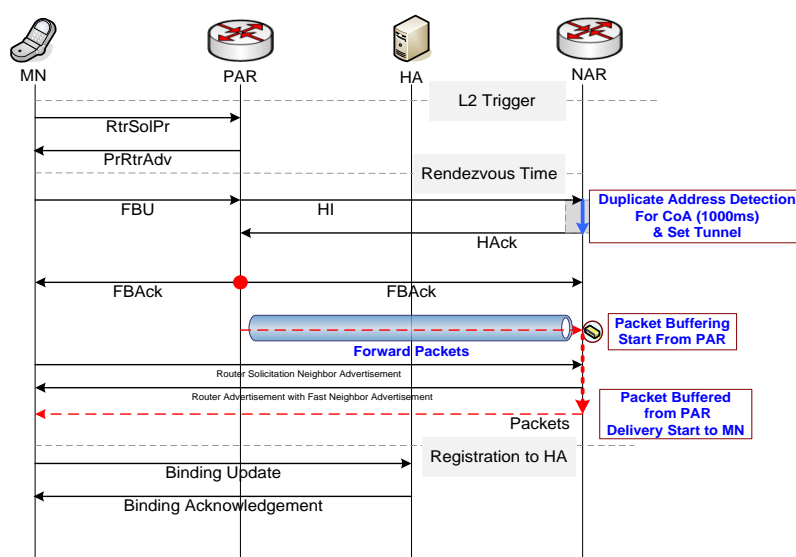 MN
PAR
HA
NAR
L2 Trigger
RtrSolPr
PrRtrAdv
Rendezvous Time
FBU
HI
Duplicate Address Detection
For CoA (1000ms)
& Set Tunnel
HAck
FBAck
FBAck
Packet Buffering
Start From PAR
Forward Packets
Router Solicitation Neighbor Advertisement
Router Advertisement with Fast Neighbor Advertisement
Packet Buffered
from PAR
Delivery Start to MN
Packets
Registration to HA
Binding Update
Binding Acknowledgement